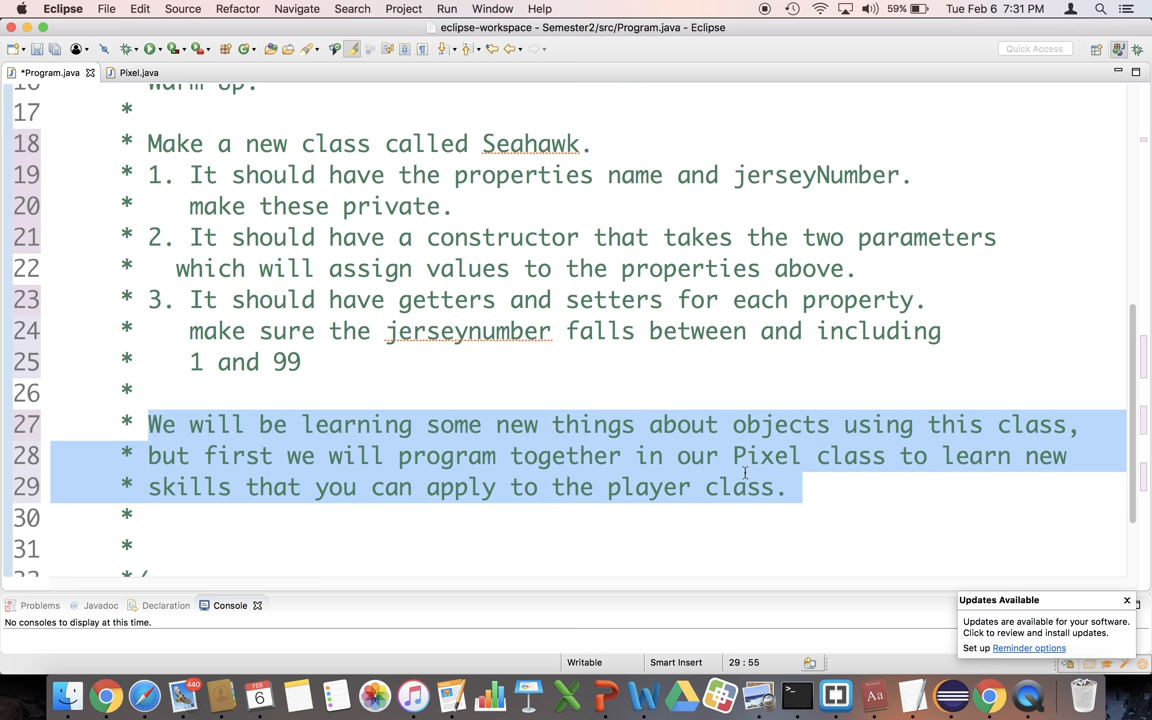 Eclipse File Edit Source Refactor Navigate Search Project Run Window Help 59% Tue Feb 6 7:31 PM
eclipse-workspace - Semester2/src/Program.java - Eclipse
Quick Access
*Program.java Pixel.java
16 * Warm Up:
17 *
18 * Make a new class called Seahawk.
19 * 1. It should have the properties name and jerseyNumber.
20 * make these private.
21 * 2. It should have a constructor that takes the two parameters
22 * which will assign values to the properties above.
23 * 3. It should have getters and setters for each property.
24 * make sure the jerseynumber falls between and including
25 * 1 and 99
26 *
27 * We will be learning some new things about objects using this class,
28 * but first we will program together in our Pixel class to learn new
29 * skills that you can apply to the player class.
30 *
31 *
32 */
Problems Javadoc Declaration Console
No consoles to display at this time.
Updates Available
Updates are available for your software.
Click to review and install updates.
Set up Reminder options
Writable Smart Insert 29 : 55
440
FEB
6